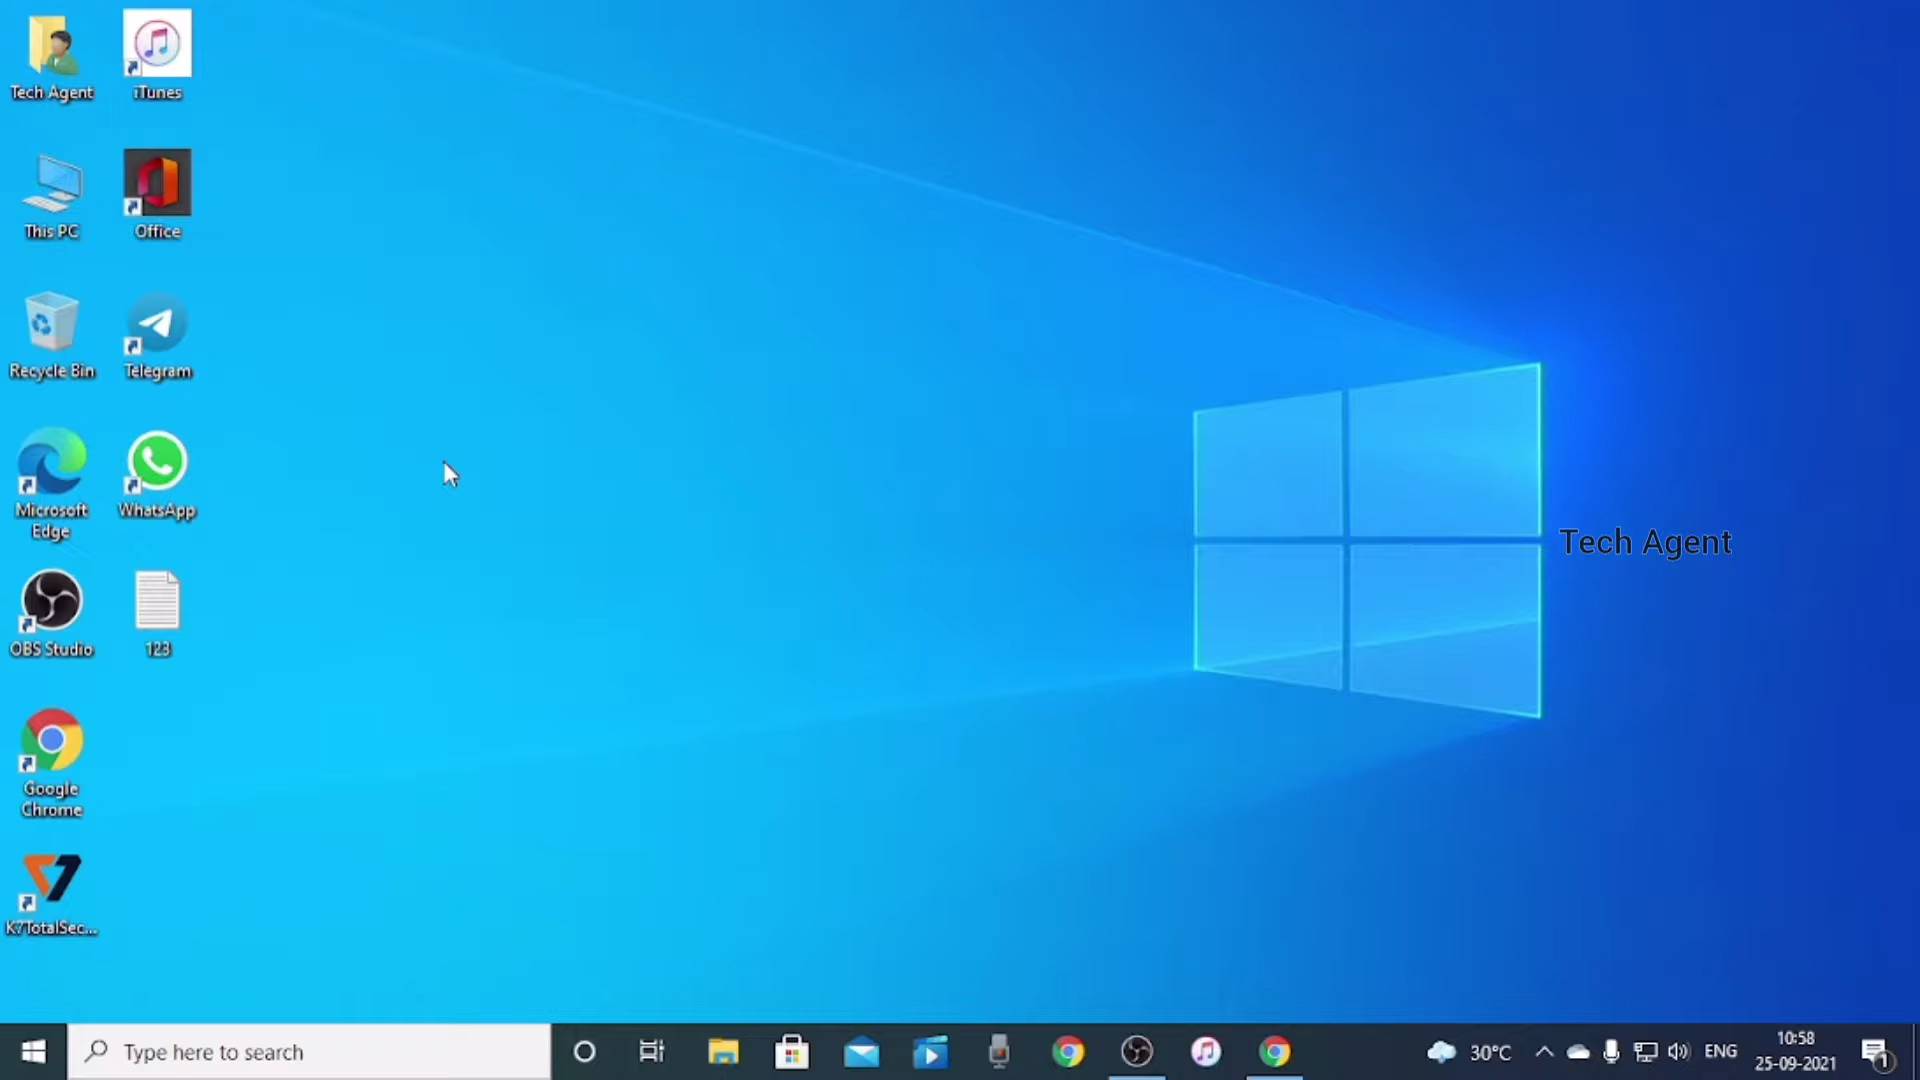 Tech Agent
iTunes
This PC
Office
Recycle Bin
Telegram
Microsoft
Edge
WhatsApp
OBS Studio
123
Google
Chrome
K7TotalSec...
Tech Agent
Type here to search
30°C
ENG
10:58
25-09-2021
1